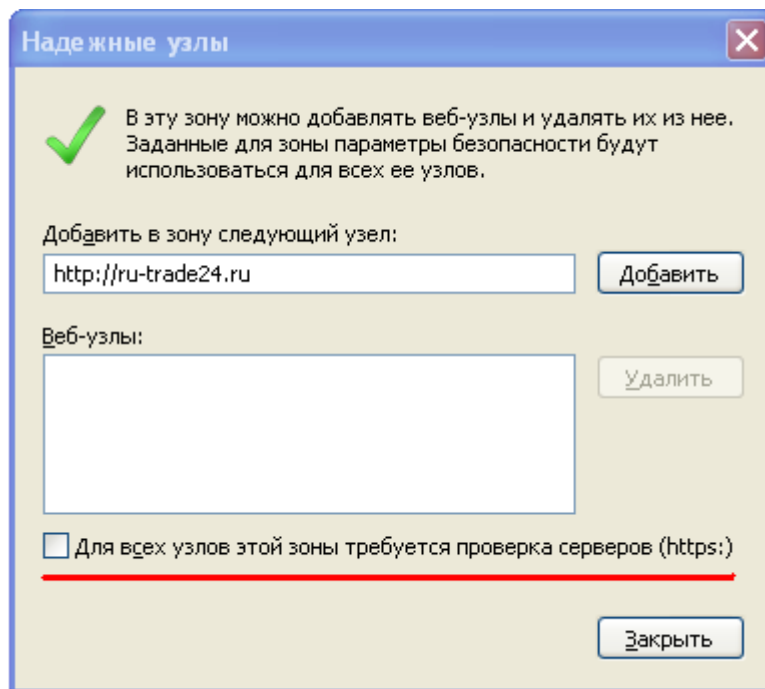 Надежные узлы
В эту зону можно добавлять веб-узлы и удалять их из нее.
Заданные для зоны параметры безопасности будут
использоваться для всех ее узлов.
Добавить в зону следующий узел:
http://ru-trade24.ru
Добавить
Веб-узлы:
Удалить
Для всех узлов этой зоны требуется проверка серверов (https:)
Закрыть